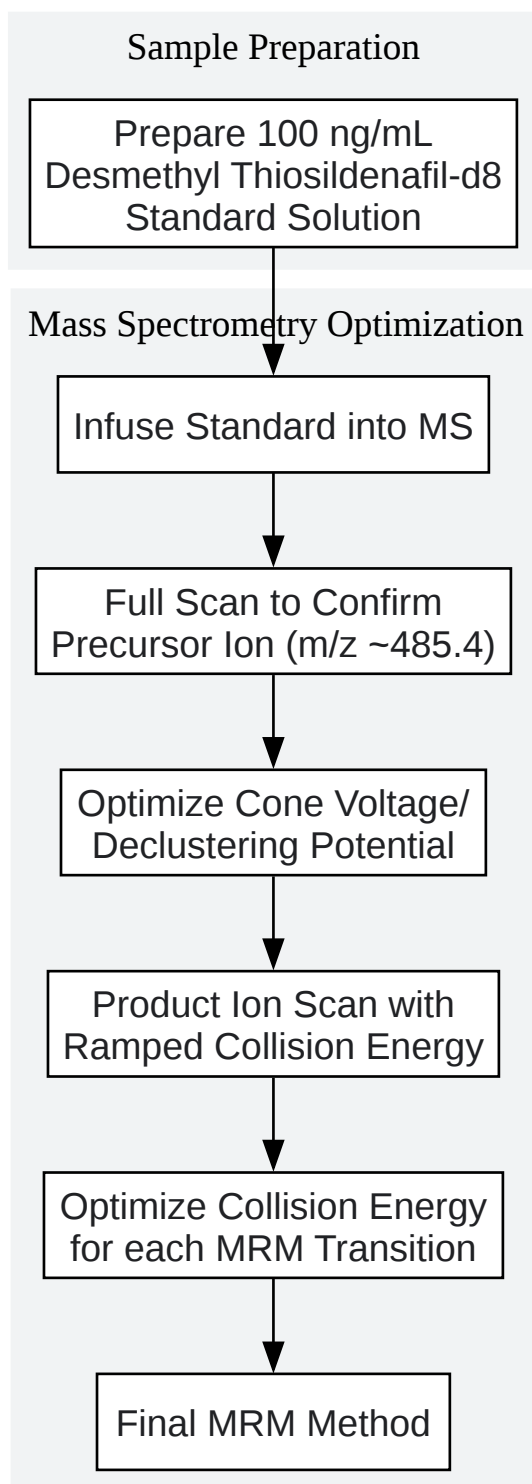 Sample Preparation
Prepare 100 ng/mL
Desmethyl Thiosildenafil-d8
Standard Solution
Mass Spectrometry Optimization
Infuse Standard into MS
Full Scan to Confirm
Precursor Ion (m/z ~485.4)
Optimize Cone Voltage/
Declustering Potential
Product Ion Scan with
Ramped Collision Energy
Optimize Collision Energy
for each MRM Transition
Final MRM Method